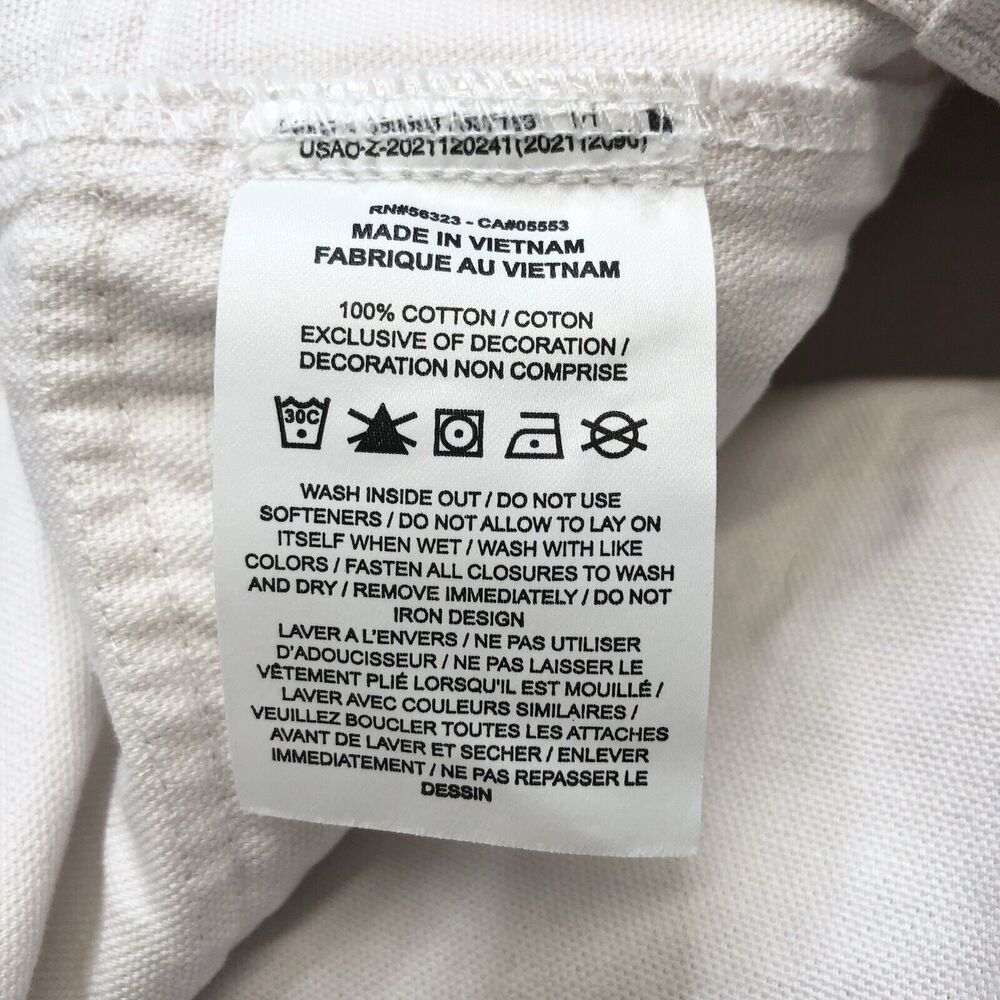 RN#56323 - CA#05553
MADE IN VIETNAM
FABRIQUE AU VIETNAM
100% COTTON / COTON
EXCLUSIVE OF DECORATION /
DECORATION NON COMPRISE
30C
WASH INSIDE OUT / DO NOT USE
SOFTENERS / DO NOT ALLOW TO LAY ON
ITSELF WHEN WET / WASH WITH LIKE
COLORS / FASTEN ALL CLOSURES TO WASH
AND DRY / REMOVE IMMEDIATELY / DO NOT
IRON DESIGN
LAVER A L'ENVERS / NE PAS UTILISER
D'ADOUCISSEUR / NE PAS LAISSER LE
VÊTEMENT PLIÉ LORSQU'IL EST MOUILLÉ /
LAVER AVEC COULEURS SIMILAIRES /
VEUILLEZ BOUCLER TOUTES LES ATTACHES
AVANT DE LAVER ET SECHER / ENLEVER
IMMEDIATEMENT / NE PAS REPASSER LE
DESSIN